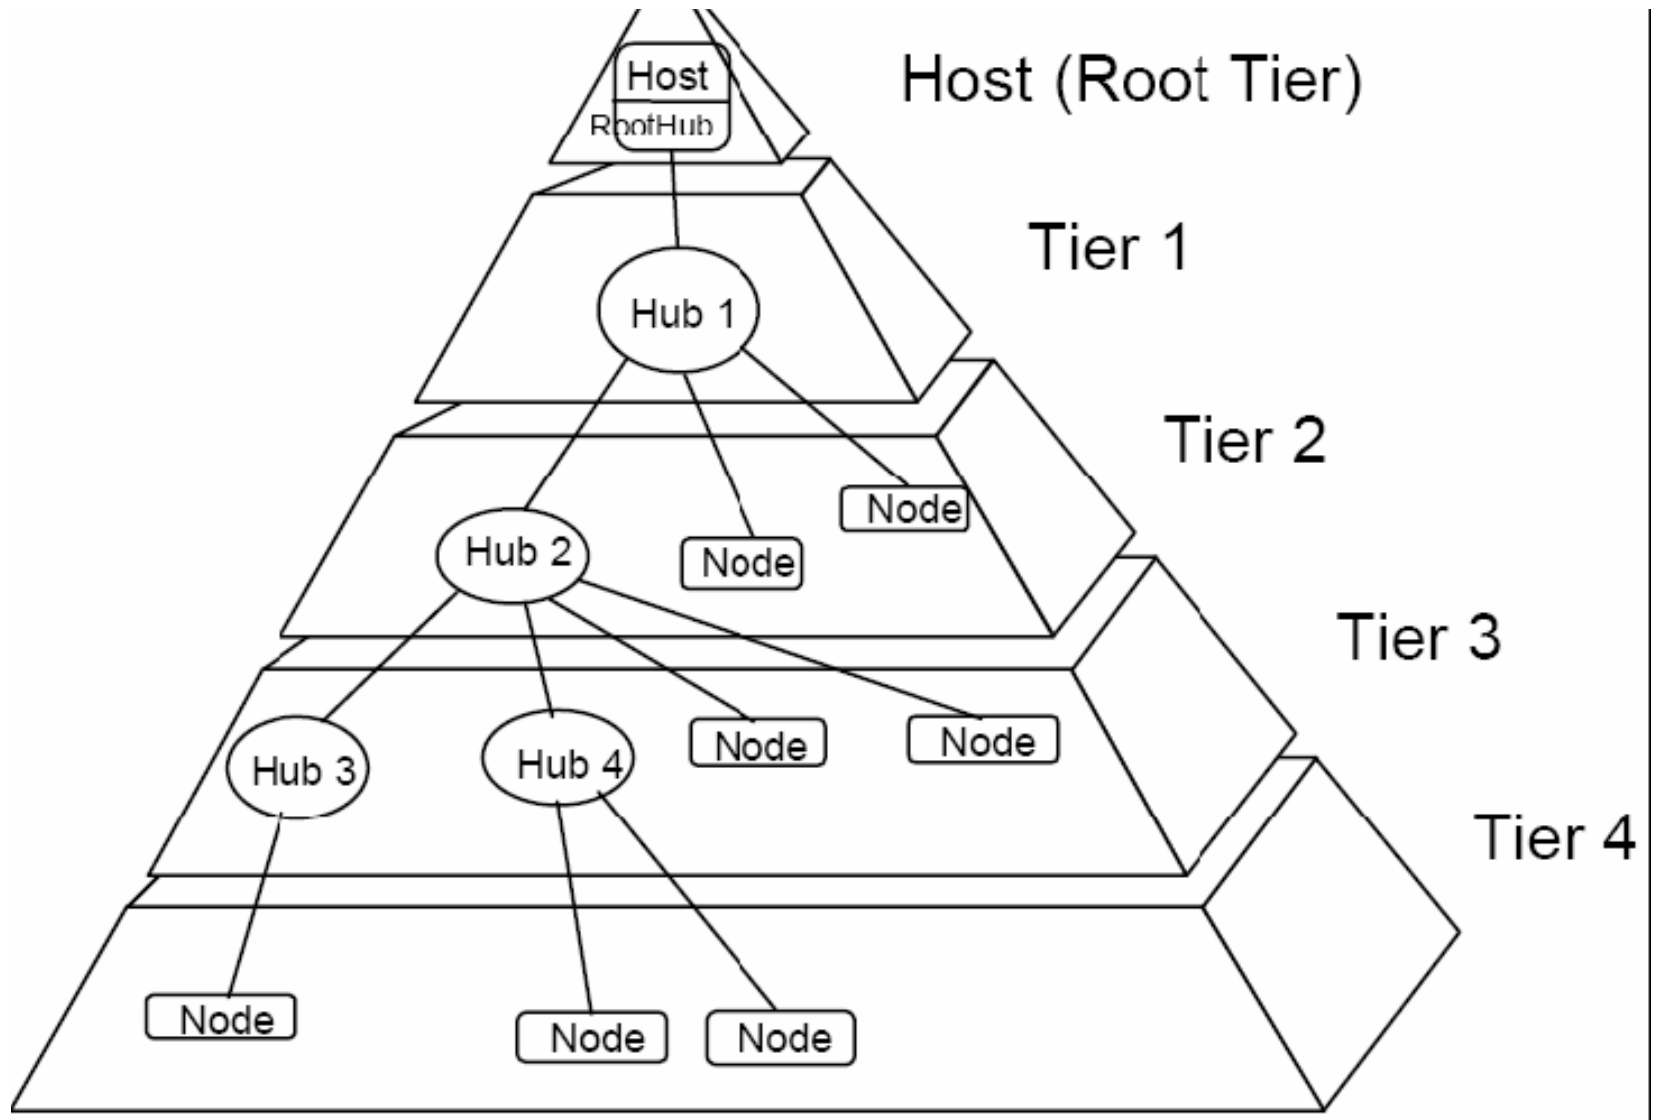 Host
RootHub
Host (Root Tier)
Tier 1
Hub 1
Tier 2
Node
Hub 2
Node
Tier 3
Hub 3
Hub 4
Node
Node
Tier 4
Node
Node
Node